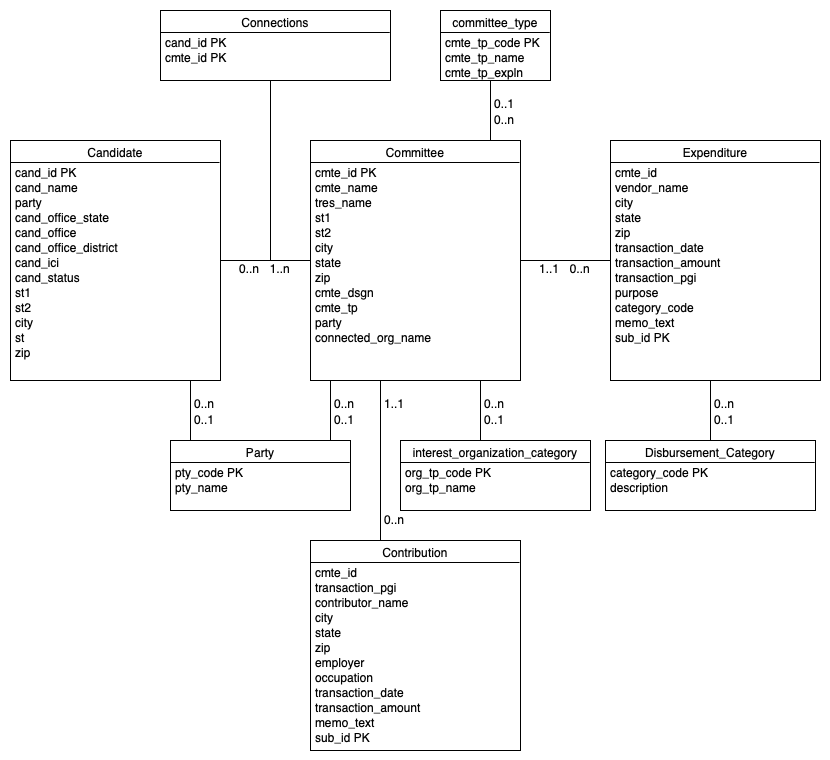 Connections
cand_id PK
cmte_id PK
committee_type
cmte_tp_code PK
cmte_tp_name
cmte_tp_expln
0..1
0..n
Candidate
cand_id PK
cand_name
party
cand_office_state
cand_office
cand_office_district
cand_ici
cand_status
st1
st2
city
st
zip
0..n 1..n
Committee
cmte_id PK
cmte_name
tres_name
st1
st2
city
state
zip
cmte_dsgn
cmte_tp
party
connected_org_name
1..1 0..n
Expenditure
cmte_id
vendor_name
city
state
zip
transaction_date
transaction_amount
transaction_pgi
purpose
category_code
memo_text
sub_id PK
0..n
0..1
0..n
0..1
1..1
0..n
0..1
0..n
0..1
Party
pty_code PK
pty_name
interest_organization_category
org_tp_code PK
org_tp_name
Disbursement_Category
category_code PK
description
0..n
Contribution
cmte_id
transaction_pgi
contributor_name
city
state
zip
employer
occupation
transaction_date
transaction_amount
memo_text
sub_id PK